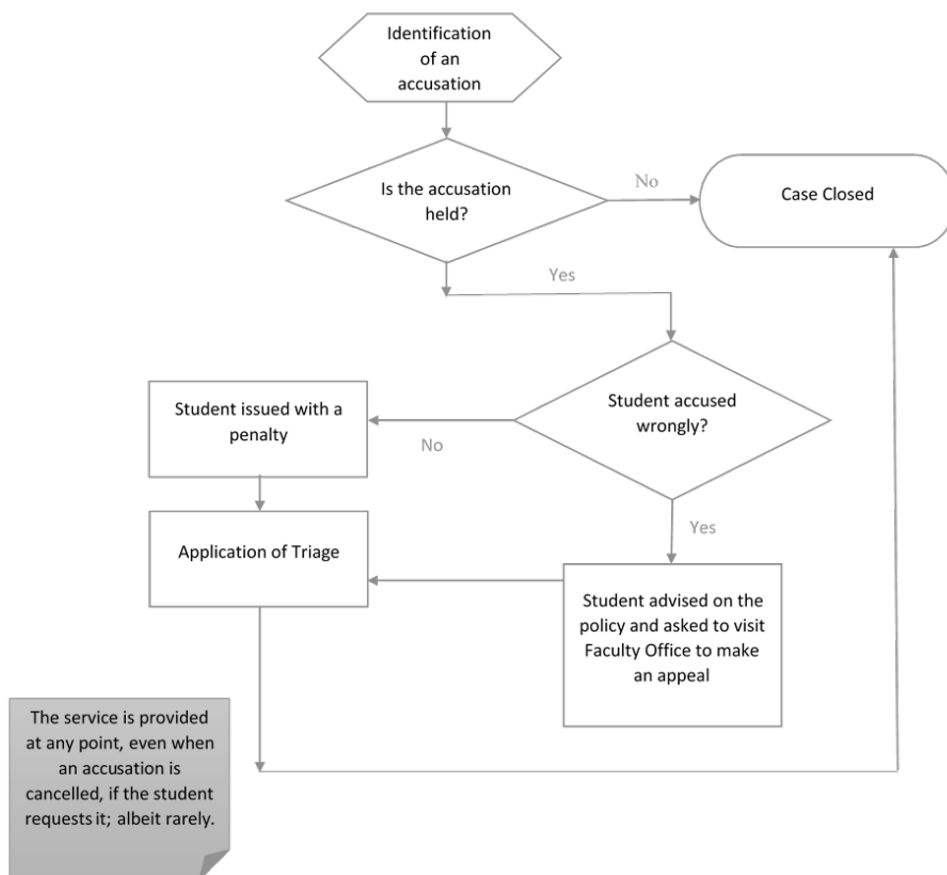 Identification
of an
accusation
Is the accusation
held?
No
Case Closed
Yes
Student accused
wrongly?
Student issued with a
penalty
No
Yes
Application of Triage
Student advised on the
policy and asked to visit
Faculty Office to make
an appeal
The service is provided
at any point, even when
an accusation is
cancelled, if the student
requests it; albeit rarely.